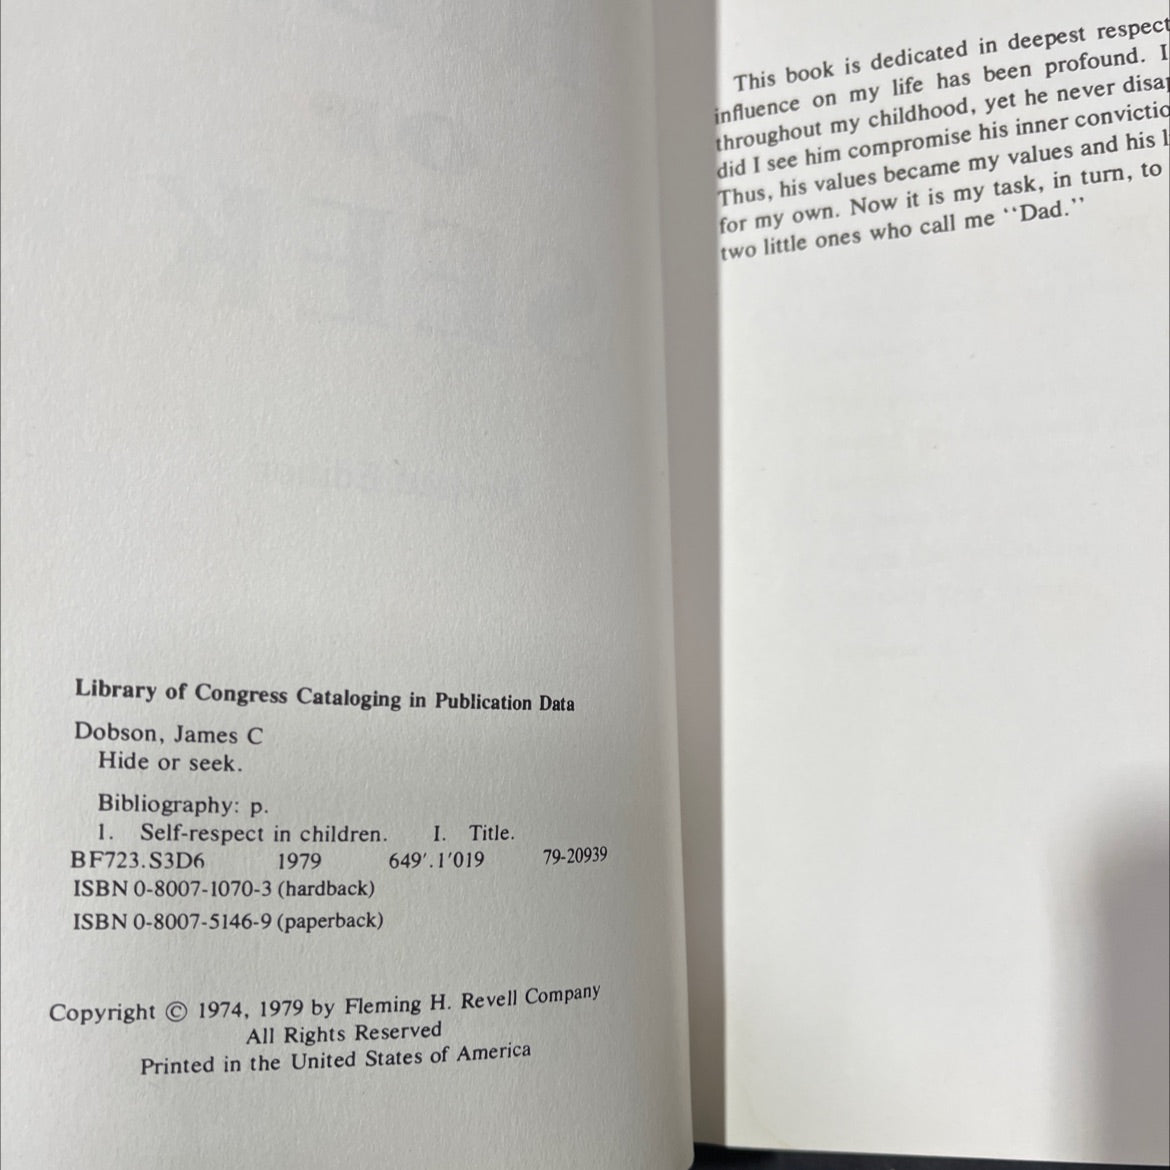 Library of Congress Cataloging in Publication Data
Dobson, James C
Hide or seek.
Bibliography: p.
1. Self-respect in children. I. Title.
BF723.S3D6 1979 649'.1'019 79-20939
ISBN 0-8007-1070-3 (hardback)
ISBN 0-8007-5146-9 (paperback)
Copyright © 1974, 1979 by Fleming H. Revell Company
All Rights Reserved
Printed in the United States of America
This book is dedicated in deepest respect
influence on my life has been profound. I
throughout my childhood, yet he never
did I see him compromise his inner
Thus, his values became my values and his
for my own. Now it is my task, in turn, to
two little ones who call me ‘‘Dad.’’